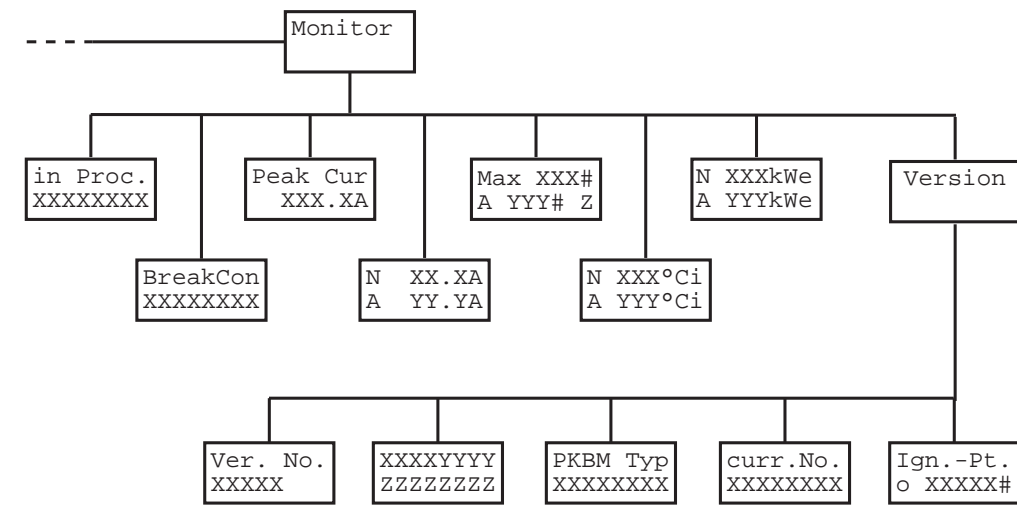 Monitor
in Proc.
XXXXXXXX
Peak Cur
XXX.XA
Max XXX#
A YYY# Z
N XXXkWe
A YYYkWe
Version
BreakCon
XXXXXXXX
N XX.XA
A YY.YA
N XXX°Ci
A YYY°Ci
Ver. No.
XXXXX
XXXXYYYY
ZZZZZZZZ
PKBM Typ
XXXXXXXX
curr.No.
XXXXXXXX
Ign.-Pt.
o XXXXX#